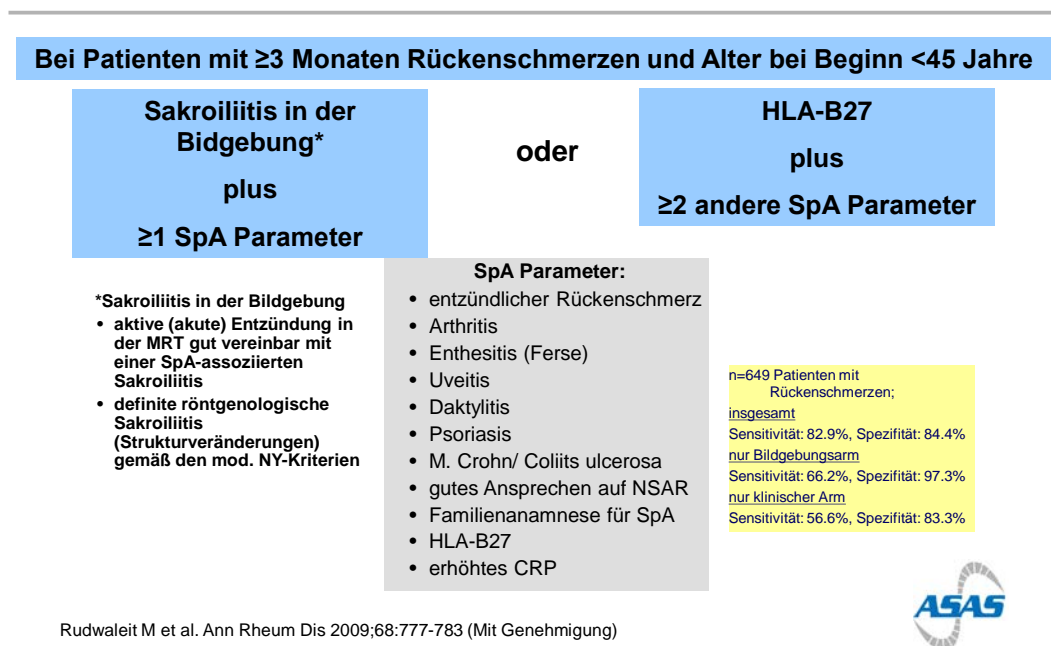 Bei Patienten mit ≥3 Monaten Rückenschmerzen und Alter bei Beginn <45 Jahre
Sakroiliitis in der
Bidgebung*
plus
≥1 SpA Parameter
oder
HLA-B27
plus
≥2 andere SpA Parameter
*Sakroiliitis in der Bildgebung
• aktive (akute) Entzündung in
der MRT gut vereinbar mit
einer SpA-assoziierten
Sakroiliitis
• definite röntgenologische
Sakroiliitis
(Strukturveränderungen)
gemäß den mod. NY-Kriterien
SpA Parameter:
• entzündlicher Rückenschmerz
• Arthritis
• Enthesitis (Ferse)
• Uveitis
• Daktylitis
• Psoriasis
• M. Crohn/ Coliits ulcerosa
• gutes Ansprechen auf NSAR
• Familienanamnese für SpA
• HLA-B27
• erhöhtes CRP
n=649 Patienten mit
Rückenschmerzen;
insgesamt
Sensitivität: 82.9%, Spezifität: 84.4%
nur Bildgebungsarm
Sensitivität: 66.2%, Spezifität: 97.3%
nur klinischer Arm
Sensitivität: 56.6%, Spezifität: 83.3%
Rudwaleit M et al. Ann Rheum Dis 2009;68:777-783 (Mit Genehmigung)
ASAS